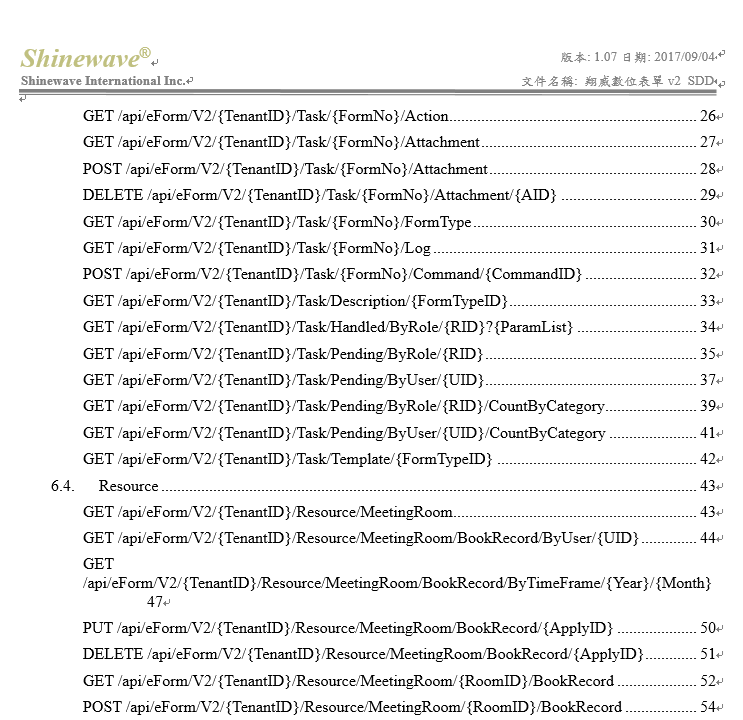 Shinewave®
版本: 1.07 日期: 2017/09/04
Shinewave International Inc.
文件名稱: 翔威數位表單 v2 SDD
GET /api/eForm/V2/{TenantID}/Task/{FormNo}/Action 26
GET /api/eForm/V2/{TenantID}/Task/{FormNo}/Attachment 27
POST /api/eForm/V2/{TenantID}/Task/{FormNo}/Attachment 28
DELETE /api/eForm/V2/{TenantID}/Task/{FormNo}/Attachment/{AID} 29
GET /api/eForm/V2/{TenantID}/Task/{FormNo}/FormType 30
GET /api/eForm/V2/{TenantID}/Task/{FormNo}/Log 31
POST /api/eForm/V2/{TenantID}/Task/{FormNo}/Command/{CommandID} 32
GET /api/eForm/V2/{TenantID}/Task/Description/{FormTypeID} 33
GET /api/eForm/V2/{TenantID}/Task/Handled/ByRole/{RID}?{ParamList} 34
GET /api/eForm/V2/{TenantID}/Task/Pending/ByRole/{RID} 35
GET /api/eForm/V2/{TenantID}/Task/Pending/ByUser/{UID} 37
GET /api/eForm/V2/{TenantID}/Task/Pending/ByRole/{RID}/CountByCategory 39
GET /api/eForm/V2/{TenantID}/Task/Pending/ByUser/{UID}/CountByCategory 41
GET /api/eForm/V2/{TenantID}/Task/Template/{FormTypeID} 42
6.4. Resource 43
GET /api/eForm/V2/{TenantID}/Resource/MeetingRoom 43
GET /api/eForm/V2/{TenantID}/Resource/MeetingRoom/BookRecord/ByUser/{UID} 44
GET
/api/eForm/V2/{TenantID}/Resource/MeetingRoom/BookRecord/ByTimeFrame/{Year}/{Month}
47
PUT /api/eForm/V2/{TenantID}/Resource/MeetingRoom/BookRecord/{ApplyID} 50
DELETE /api/eForm/V2/{TenantID}/Resource/MeetingRoom/BookRecord/{ApplyID} 51
GET /api/eForm/V2/{TenantID}/Resource/MeetingRoom/{RoomID}/BookRecord 52
POST /api/eForm/V2/{TenantID}/Resource/MeetingRoom/{RoomID}/BookRecord 54